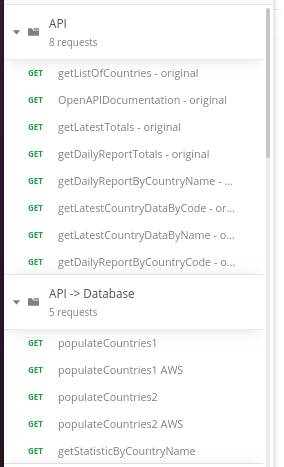 API
8 requests
GET getListOfCountries - original
GET OpenAPIDocumentation - original
GET getLatestTotals - original
GET getDailyReportTotals - original
GET getDailyReportByCountryName - ...
GET getLatestCountryDataByCode - or...
GET getLatestCountryDataByName - o...
GET getDailyReportByCountryCode - o...
API -> Database
5 requests
GET populateCountries1
GET populateCountries1 AWS
GET populateCountries2
GET populateCountries2 AWS
GET getStatisticByCountryName